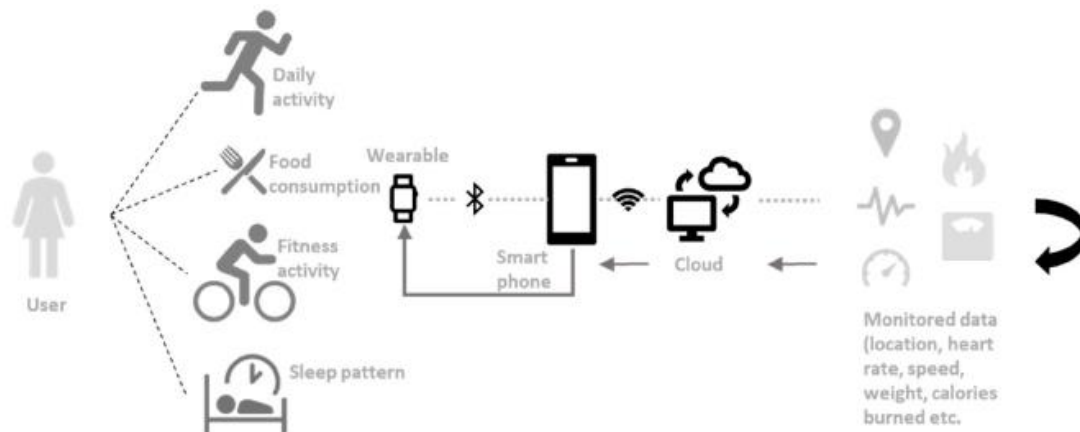 Daily
activity
Food
consumption
Fitness
activity
Sleep pattern
User
Wearable
Smart
phone
Cloud
Monitored data
(location, heart
rate, speed,
weight, calories
burned etc.